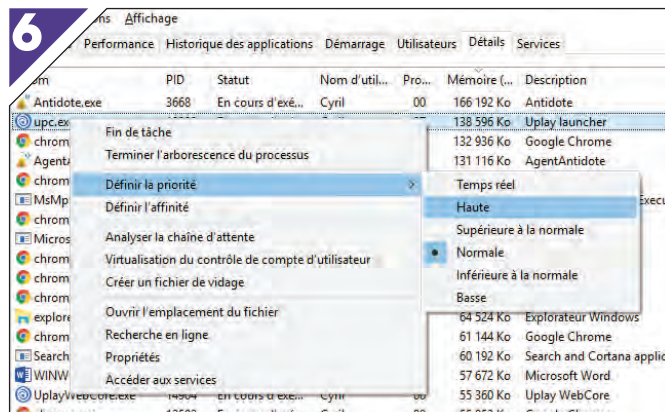 6
Affichage
Performance Historique des applications Démarrage Utilisateurs Détails Services
PID Statut Nom d'util... Pro... Mémoire (... Description
Antidote.exe 3668 En cours d'exé... Cyril 00 166 192 Ko Antidote
upc.ex 138 596 Ko Uplay launcher
chrom 132 936 Ko Google Chrome
AgentA 131 116 Ko AgentAntidote
chrom
MsMp
chrom
Micros
chrom
chrom
chrom
explore 64 524 Ko Explorateur Windows
chrom 61 144 Ko Google Chrome
Search 60 192 Ko Search and Cortana applic
WINW 57 672 Ko Microsoft Word
UplayWebCore.exe 14904 En cours d'exé... Cyril 00 55 360 Ko Uplay WebCore
Fin de tâche
Terminer l'arborescence du processus
Définir la priorité
Définir l'affinité
Analyser la chaîne d'attente
Virtualisation du contrôle de compte d'utilisateur
Créer un fichier de vidage
Ouvrir l'emplacement du fichier
Recherche en ligne
Propriétés
Accéder aux services
Temps réel
Haute
Supérieure à la normale
Normale
Inférieure à la normale
Basse